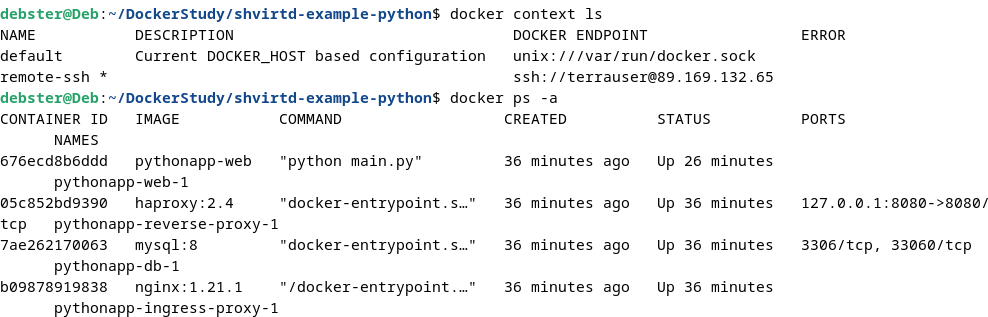 debster@Deb:~/DockerStudy/shvirtd-example-python$ docker context ls
NAME           DESCRIPTION                               DOCKER ENDPOINT                 ERROR
default        Current DOCKER_HOST based configuration   unix:///var/run/docker.sock
remote-ssh *                                             ssh://terrauser@89.169.132.65
debster@Deb:~/DockerStudy/shvirtd-example-python$ docker ps -a
CONTAINER ID   IMAGE           COMMAND                  CREATED          STATUS          PORTS
      NAMES
676ecd8b6ddd   pythonapp-web   "python main.py"         36 minutes ago   Up 26 minutes
      pythonapp-web-1
05c852bd9390   haproxy:2.4     "docker-entrypoint.s…"   36 minutes ago   Up 36 minutes   127.0.0.1:8080->8080/
tcp   pythonapp-reverse-proxy-1
7ae262170063   mysql:8         "docker-entrypoint.s…"   36 minutes ago   Up 36 minutes   3306/tcp, 33060/tcp
      pythonapp-db-1
b09878919838   nginx:1.21.1    "/docker-entrypoint.…"   36 minutes ago   Up 36 minutes
      pythonapp-ingress-proxy-1